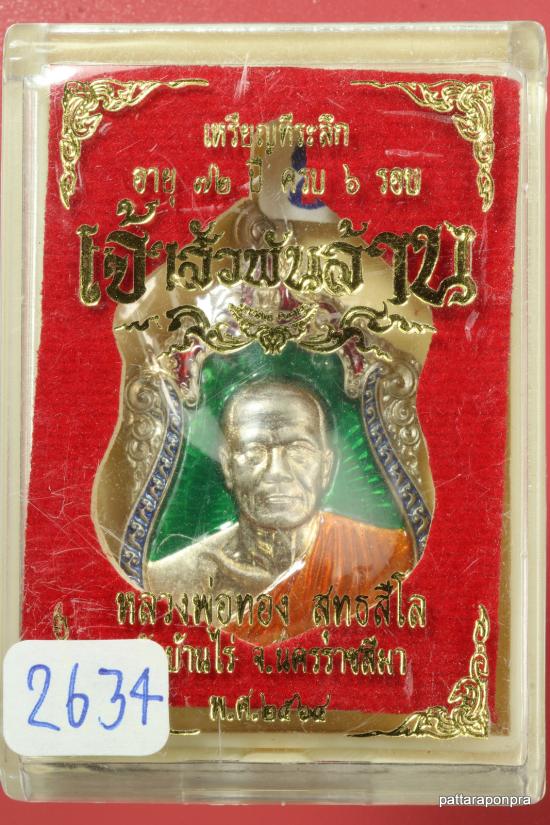 เหรียญที่ระลึก
อายุ ๗๒ ปี ครบ ๖ รอบ
เจ้าสัวพันล้าน
หลวงพ่อทอง สุทธสีโล
บ้านไร่ จ.นครราชสีมา
พ.ศ.๒๕๖๔
2634
pattaraponpra